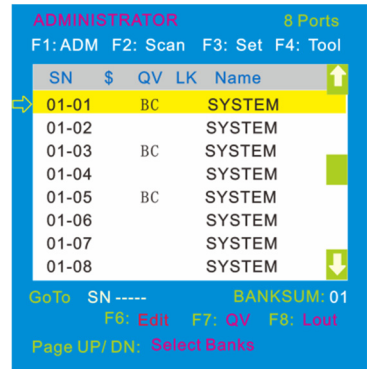 ADMINISTRATOR 8 Ports
F1: ADM F2: Scan F3: Set F4: Tool
SN $ QV LK Name
01-01 BC SYSTEM
01-02 SYSTEM
01-03 BC SYSTEM
01-04 SYSTEM
01-05 BC SYSTEM
01-06 SYSTEM
01-07 SYSTEM
01-08 SYSTEM
GoTo SN ----- BANKSUM: 01
F6: Edit F7: QV F8: Lout
Page UP/ DN: Select Banks